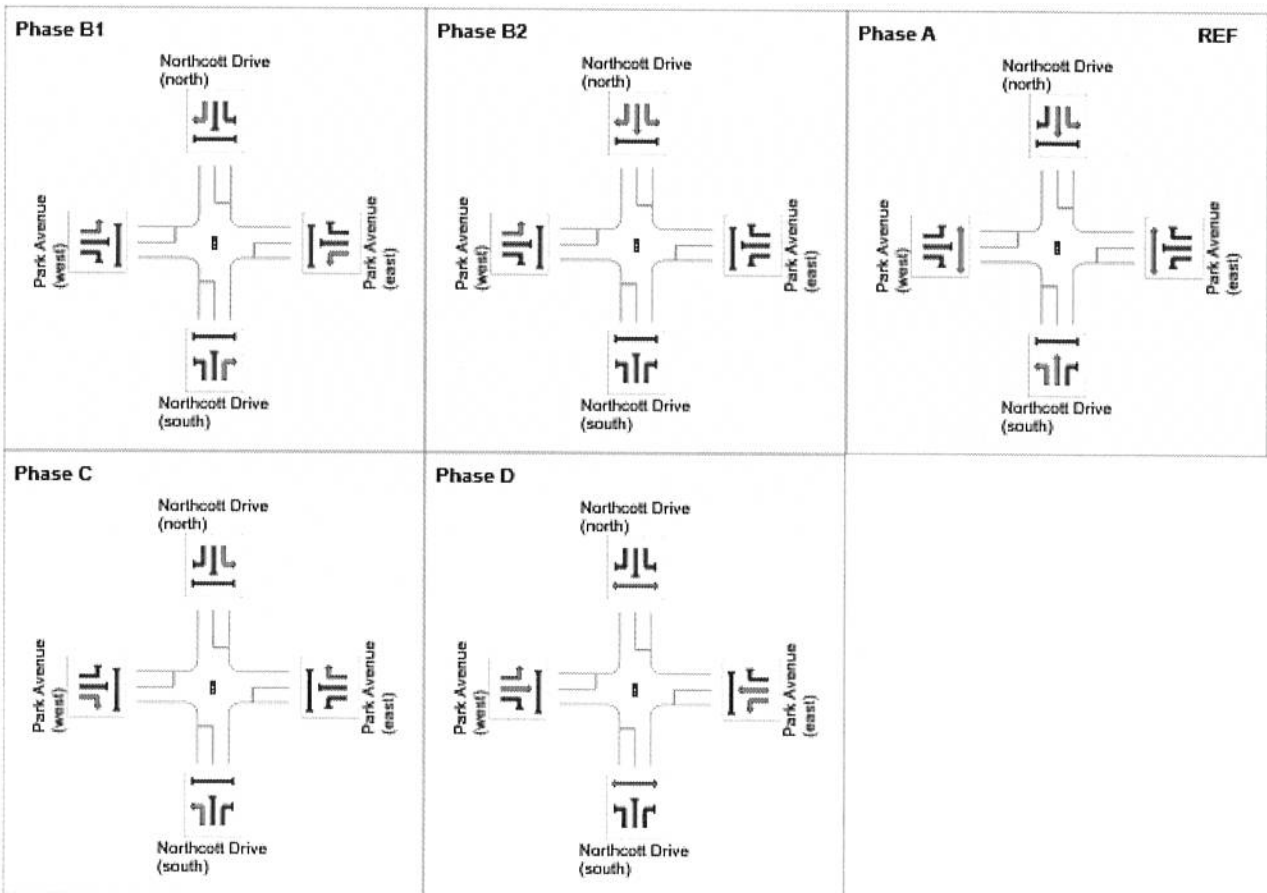 Phase B1
Northcott Drive
(north)
Park Avenue
(west)
Park Avenue
(east)
Northcott Drive
(south)
Phase B2
Northcott Drive
(north)
Park Avenue
(west)
Park Avenue
(east)
Northcott Drive
(south)
Phase A
REF
Northcott Drive
(north)
Park Avenue
(west)
Park Avenue
(east)
Northcott Drive
(south)
Phase C
Northcott Drive
(north)
Park Avenue
(west)
Park Avenue
(east)
Northcott Drive
(south)
Phase D
Northcott Drive
(north)
Park Avenue
(west)
Park Avenue
(east)
Northcott Drive
(south)